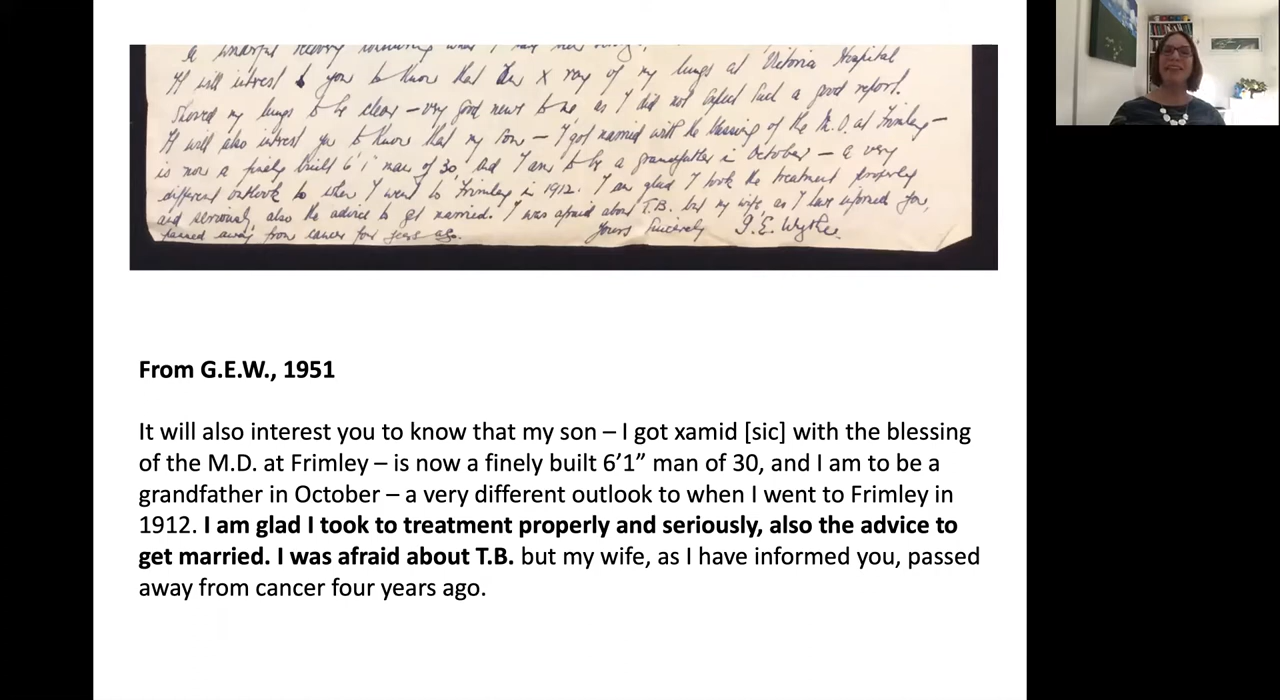 It will interest you to know that the X ray of my lungs at Victoria Hospital
showed my lungs to be clear – very good news to me as I did not expect such a good report.
It will also interest you to know that my son – I got married with the blessing of the M.D. at Frimley –
is now a finely built 6'1" man of 30, and I am to be a grandfather in October – a very
different outlook to when I went to Frimley in 1912. I am glad I took the treatment properly
and seriously, also the advice to get married. I was afraid about T.B. but my wife, as I have informed you,
passed away from cancer four years ago.
Yours Sincerely
From G.E.W., 1951
It will also interest you to know that my son – I got xamid [sic] with the blessing
of the M.D. at Frimley – is now a finely built 6’1” man of 30, and I am to be a
grandfather in October – a very different outlook to when I went to Frimley in
1912. I am glad I took to treatment properly and seriously, also the advice to
get married. I was afraid about T.B. but my wife, as I have informed you, passed
away from cancer four years ago.